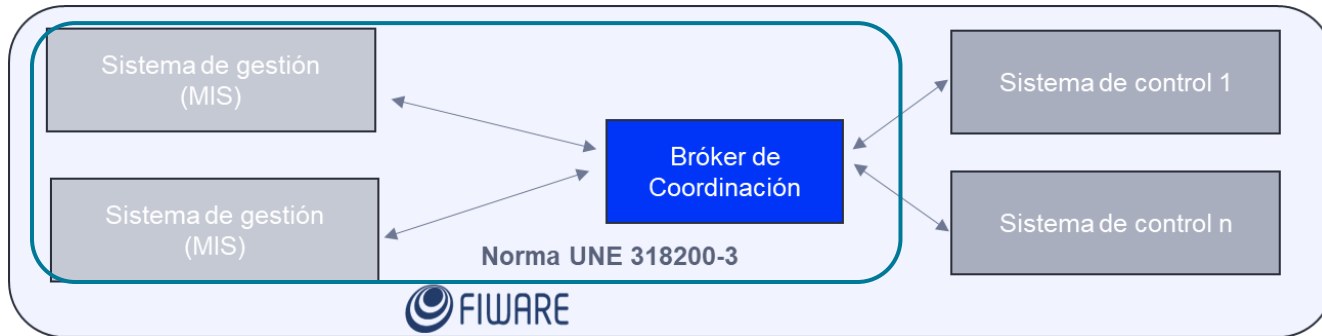 Sistema de gestión
(MIS)
Sistema de gestión
(MIS)
Bróker de
Coordinación
Norma UNE 318200-3
Sistema de control 1
Sistema de control n
FIWARE